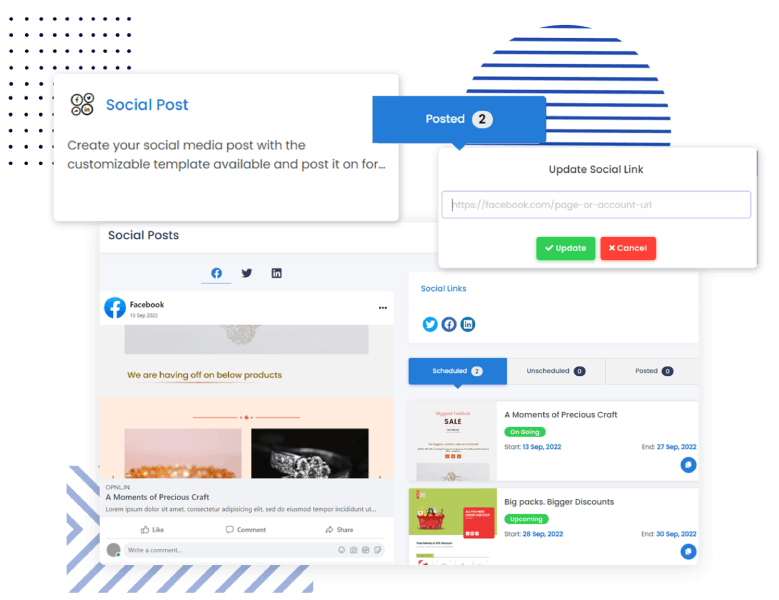 Social Post
Create your social media post with the
customizable template available and post it on for...
Posted 2
Update Social Link
https://facebook.com/page-or-account-url
Update
Cancel
Social Posts
Facebook
13 Sep 2022
We are having off on below products
OPNL.IN
A Moments of Precious Craft
Lorem ipsum dolor sit amet, consectetur adipisicing elit, sed do eiusmod tempor incididunt ut...
Like
Comment
Share
Write a comment...
Social Links
Scheduled 2
Unscheduled 0
Posted 0
Biggest Festival
SALE
A Moments of Precious Craft
On Going
Start: 13 Sep, 2022
End: 27 Sep, 2022
Big packs. Bigger Discounts
Upcoming
Start: 28 Sep, 2022
End: 30 Sep, 2022